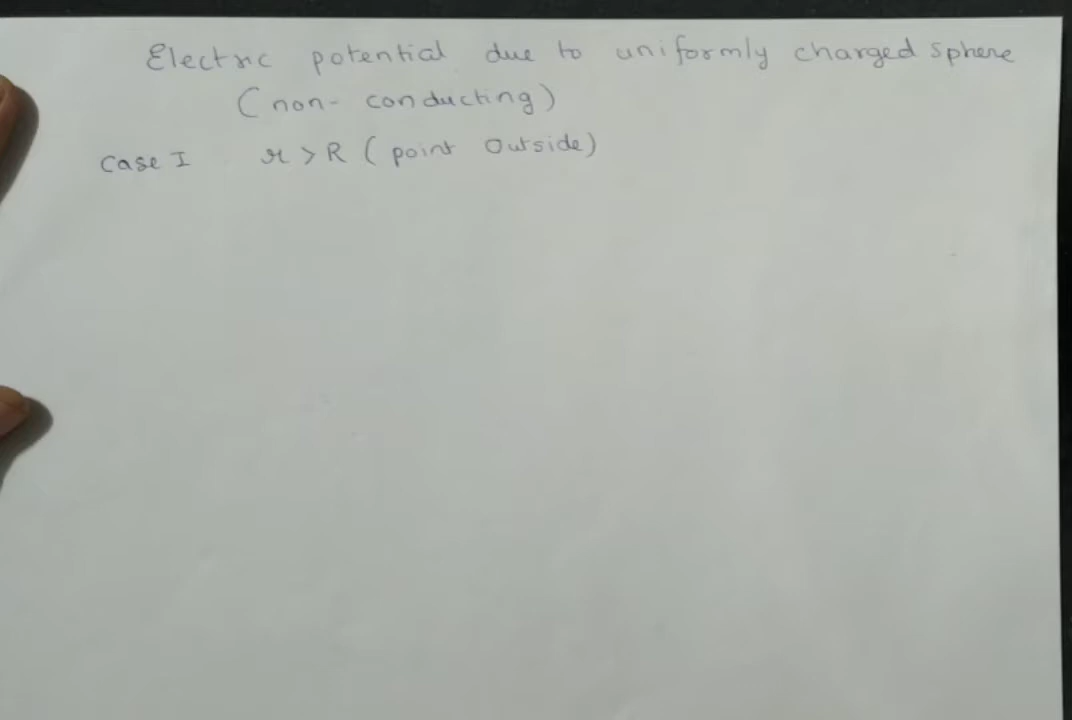 Electric potential due to uniformly charged sphere
(non-conducting)
Case I r > R (point Outside)